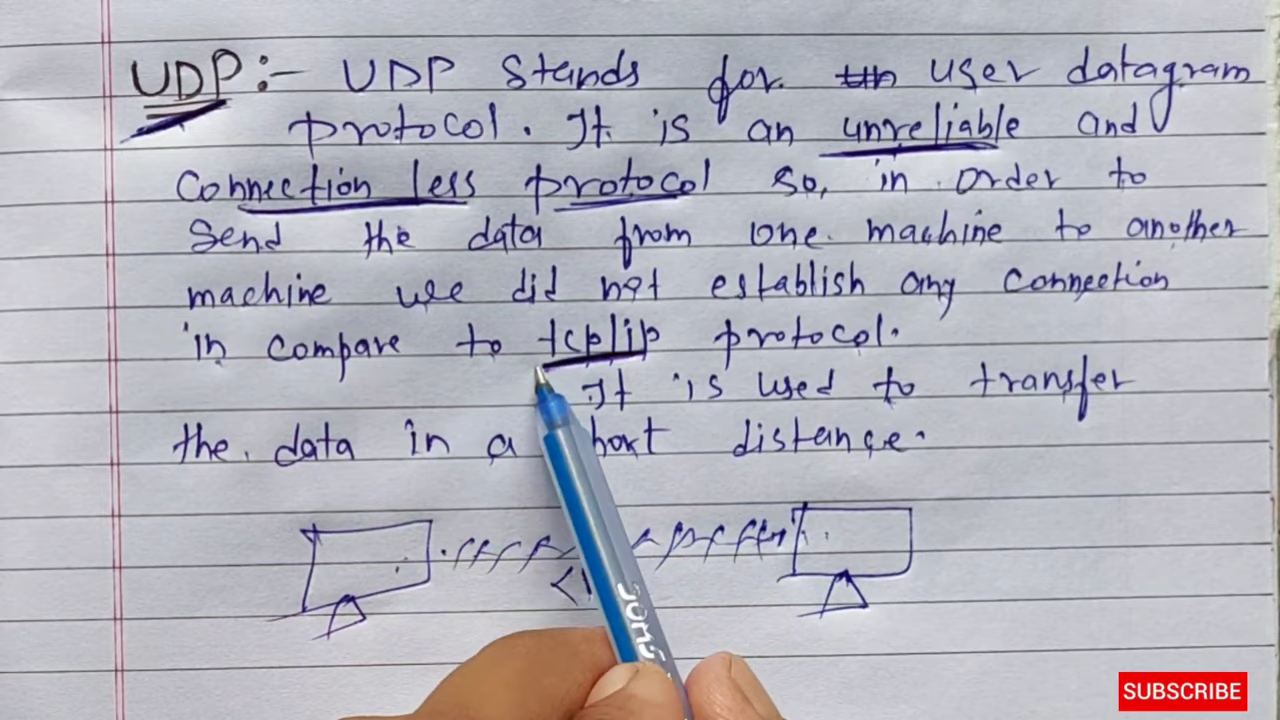 UDP:- UDP stands for user datagram
protocol. It is an unreliable and
Connection less protocol so, in order to
send the data from one machine to another
machine we did not establish any connection
in compare to tcp/ip protocol.
It is used to transfer
the data in a short distance.
SUBSCRIBE